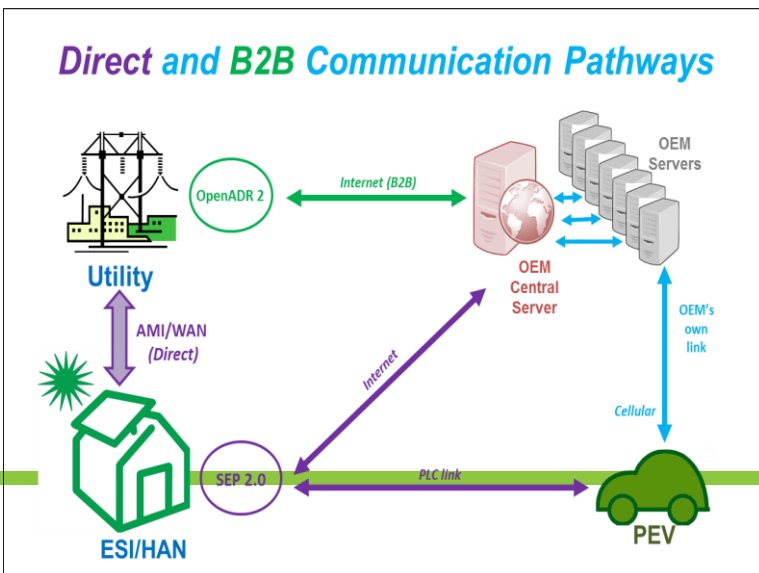 Direct and B2B Communication Pathways
OpenADR 2
Internet (B2B)
OEM
Servers
Utility
OEM
Central
Server
AMI/WAN
(Direct)
OEM's
own
link
Internet
Cellular
SEP 2.0
PLC link
ESI/HAN
PEV